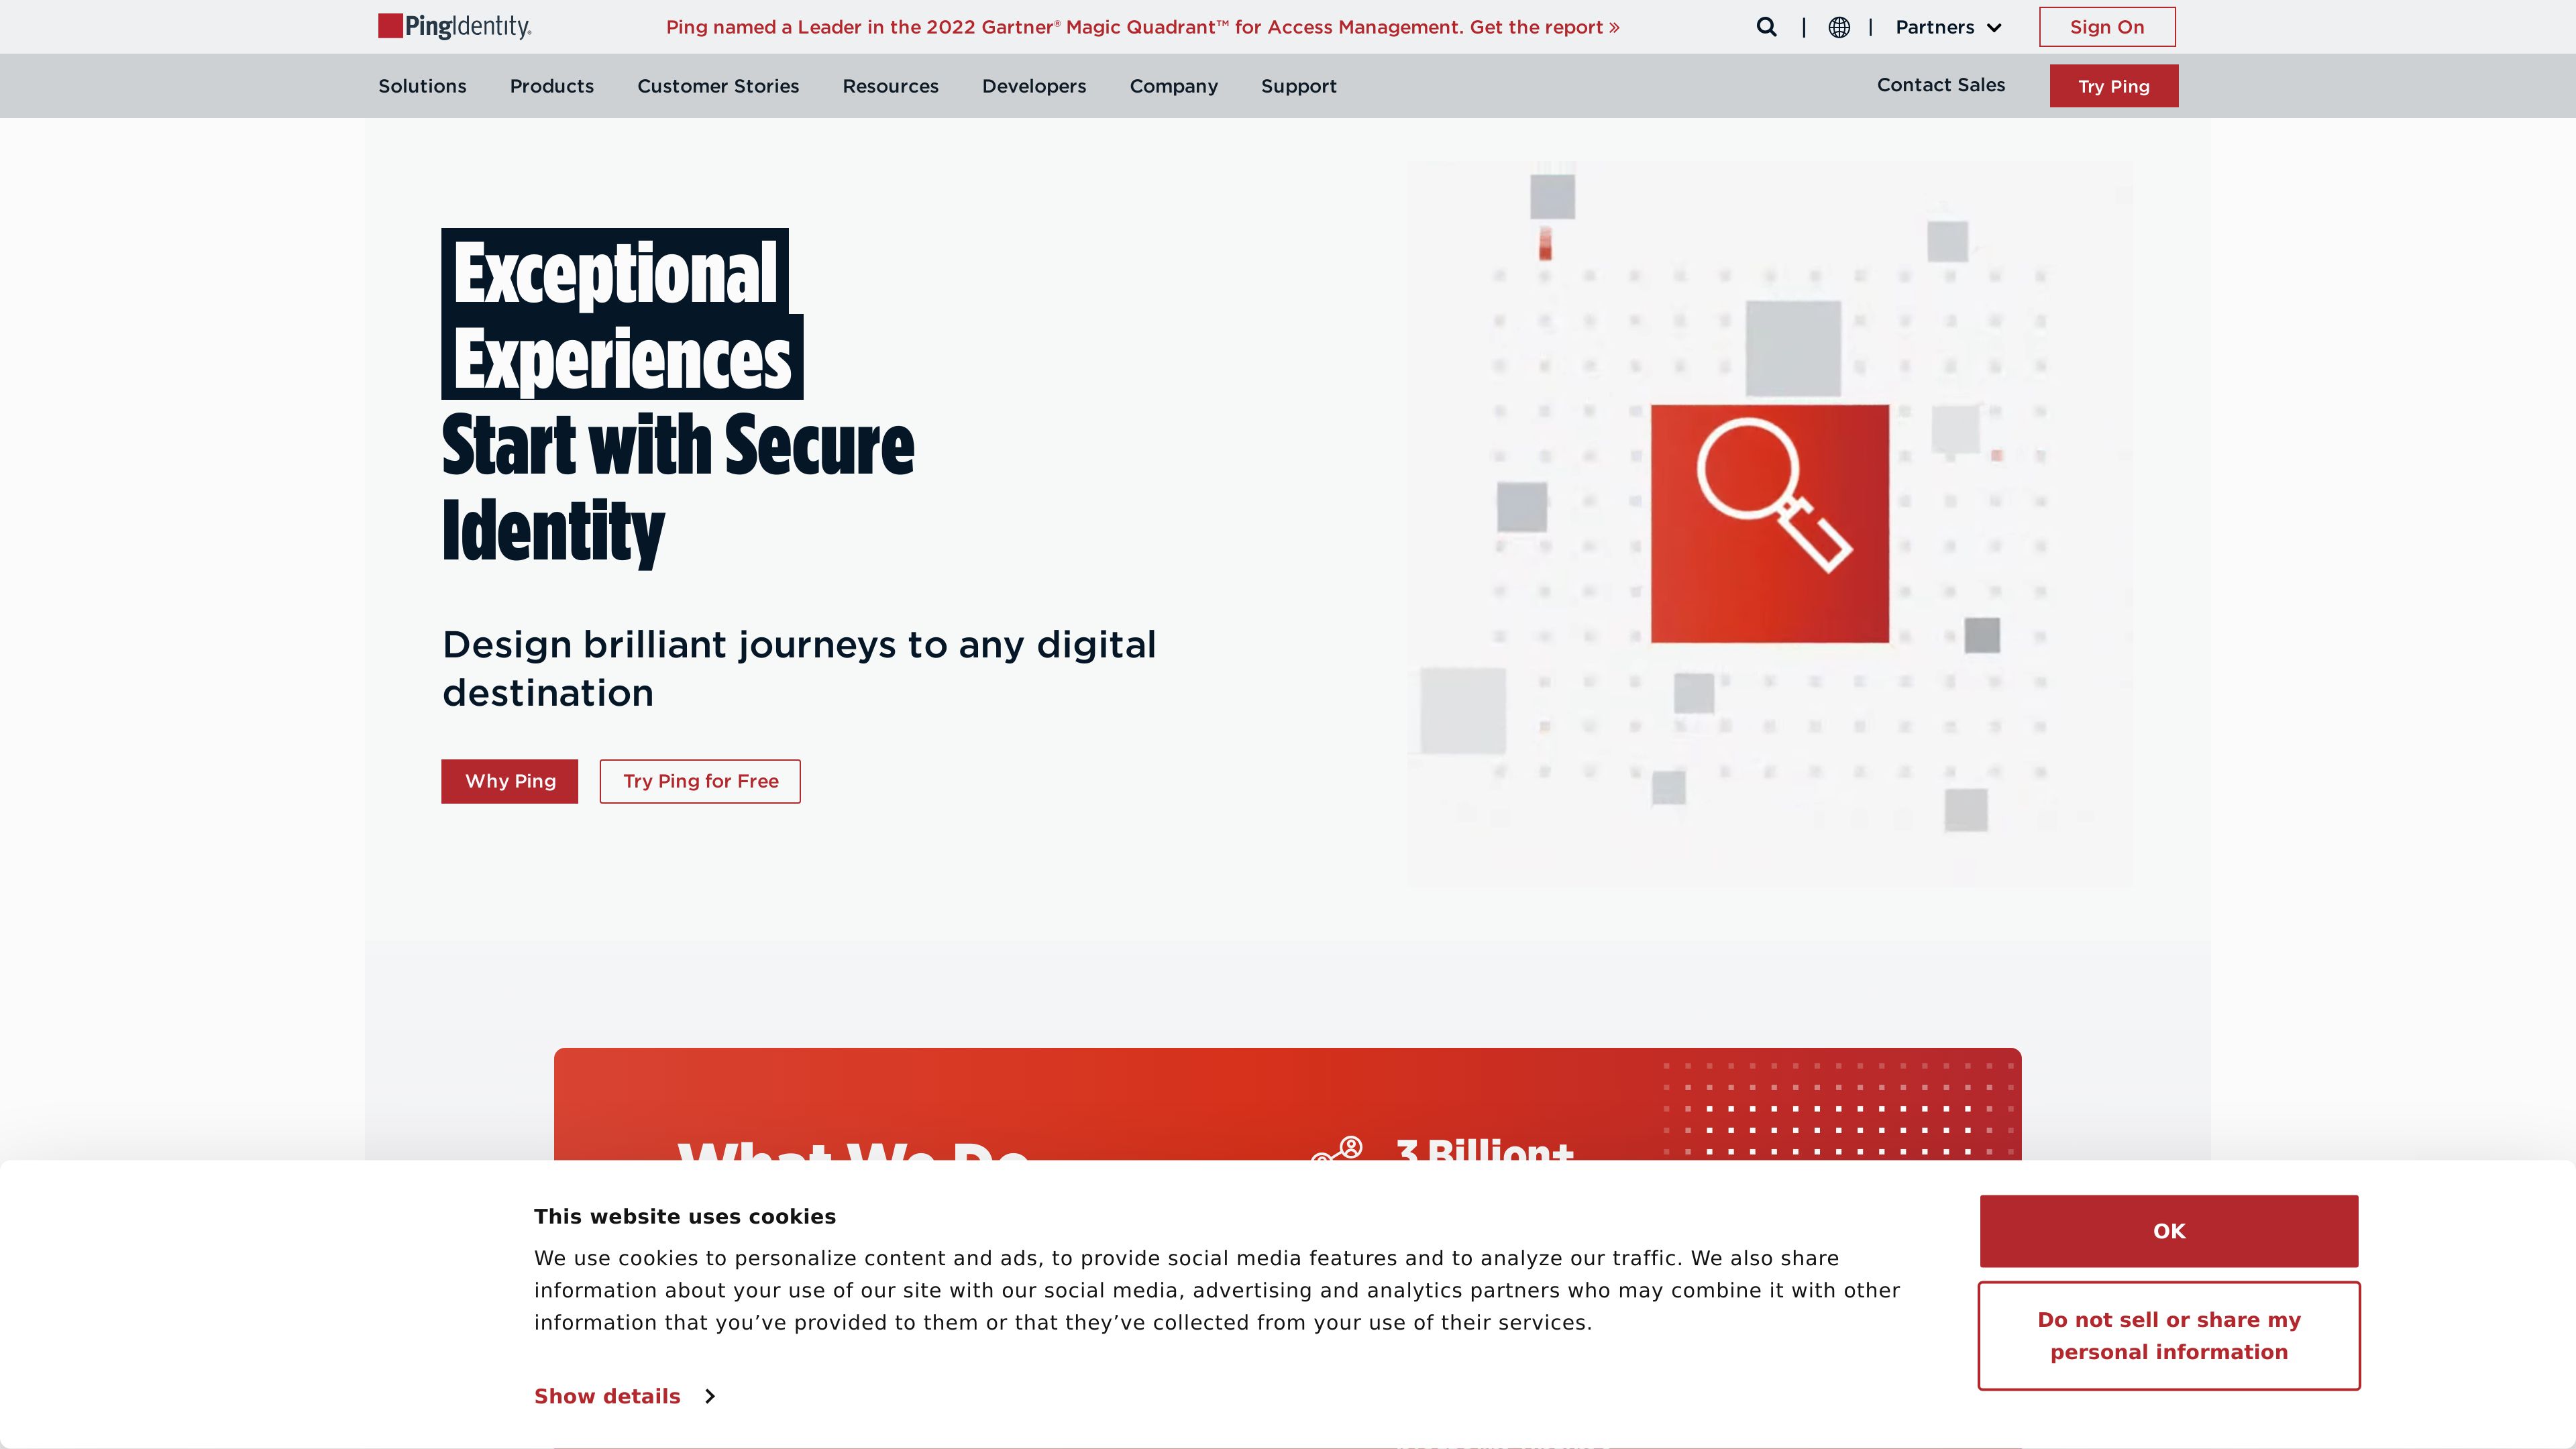 PingIdentity.
Ping named a Leader in the 2022 Gartner® Magic Quadrant™ for Access Management. Get the report »
Partners
Sign On
Solutions
Products
Customer Stories
Resources
Developers
Company
Support
Contact Sales
Try Ping
Exceptional
Experiences
Start with Secure
Identity
Design brilliant journeys to any digital
destination
Why Ping
Try Ping for Free
What We Do
3 Billion+
This website uses cookies
We use cookies to personalize content and ads, to provide social media features and to analyze our traffic. We also share
information about your use of our site with our social media, advertising and analytics partners who may combine it with other
information that you’ve provided to them or that they’ve collected from your use of their services.
Show details
OK
Do not sell or share my
personal information